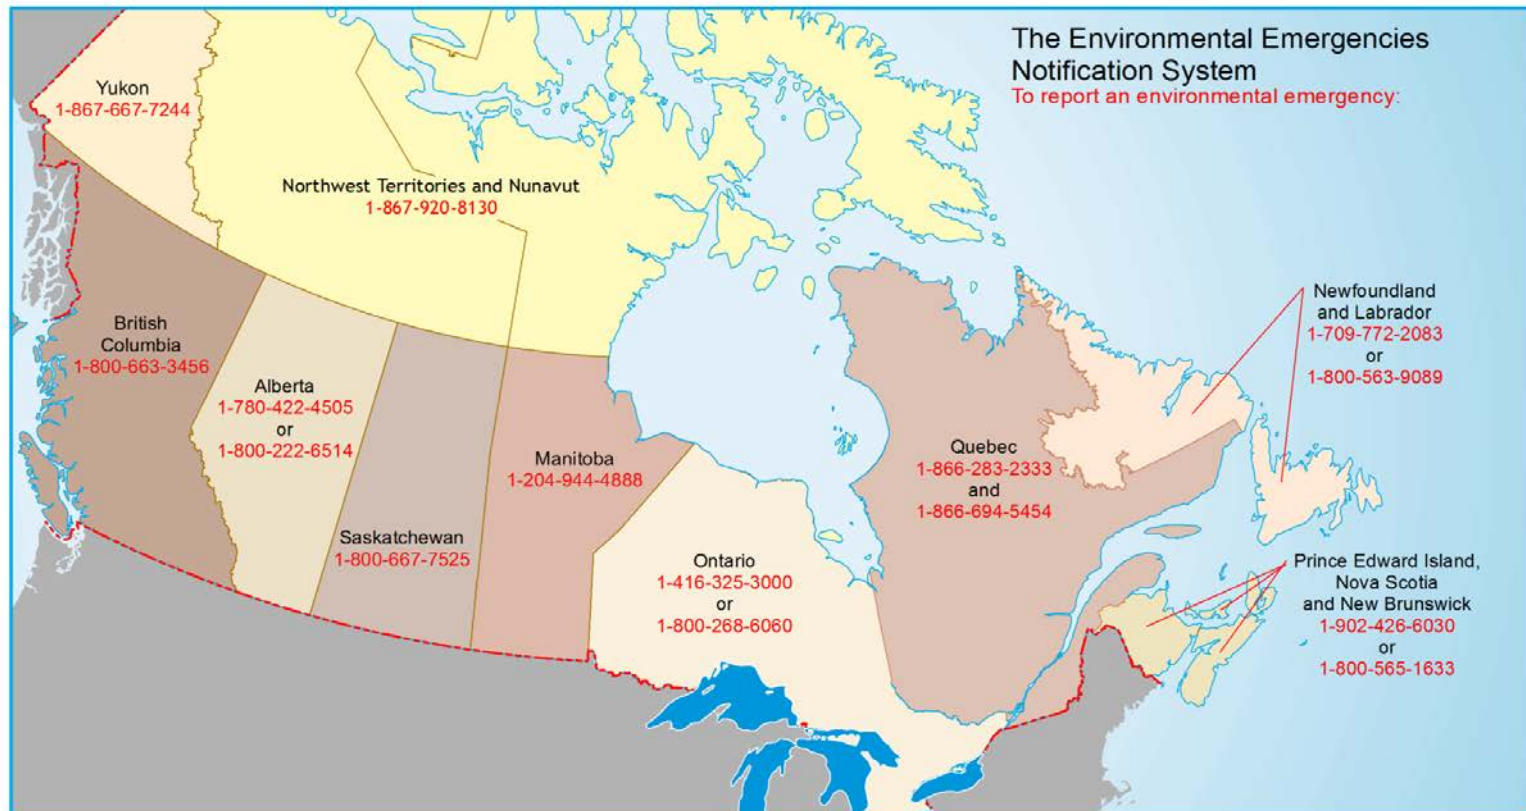 The Environmental Emergencies
Notification System
To report an environmental emergency:
Yukon
1-867-667-7244
Northwest Territories and Nunavut
1-867-920-8130
British
Columbia
1-800-663-3456
Alberta
1-780-422-4505
or
1-800-222-6514
Saskatchewan
1-800-667-7525
Manitoba
1-204-944-4888
Ontario
1-416-325-3000
or
1-800-268-6060
Quebec
1-866-283-2333
and
1-866-694-5454
Newfoundland
and Labrador
1-709-772-2083
or
1-800-563-9089
Prince Edward Island,
Nova Scotia
and New Brunswick
1-902-426-6030
or
1-800-565-1633